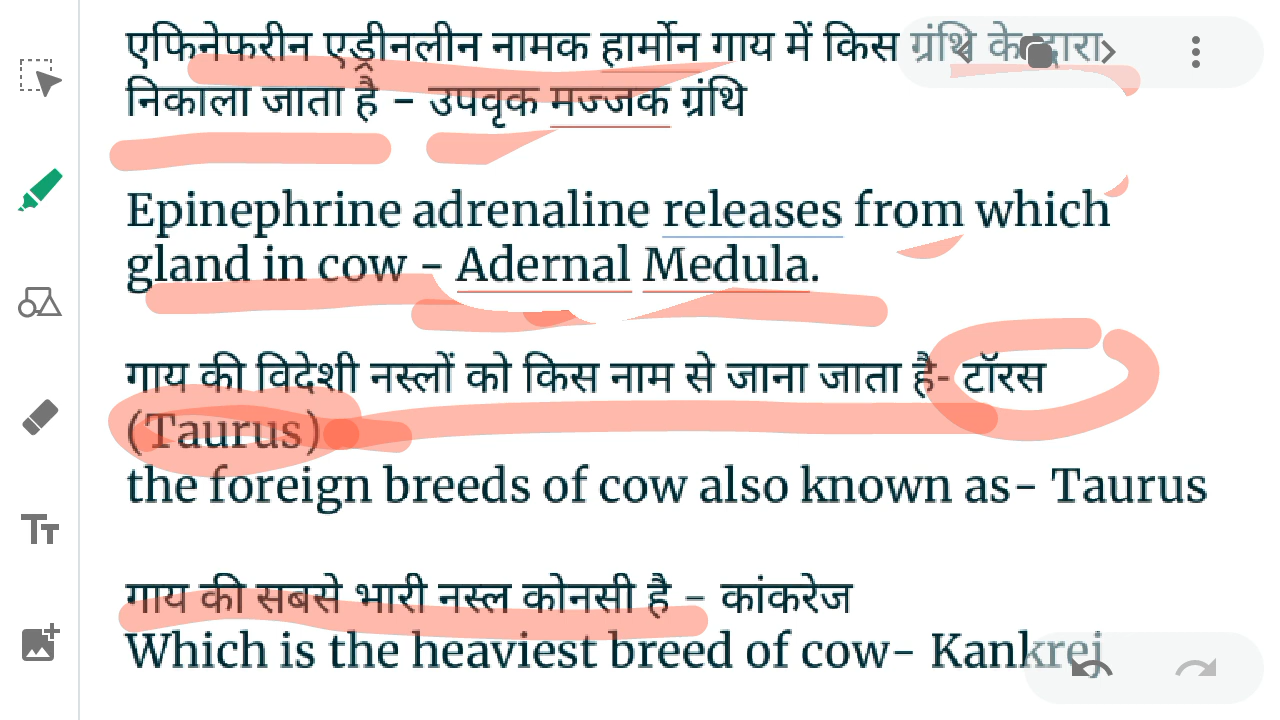 एफिनेफरीन एड्रीनलीन नामक हार्मोन गाय में किस ग्रंथि के द्वारा
निकाला जाता है - उपवृक मज्जक ग्रंथि
Epinephrine adrenaline releases from which
gland in cow - Adernal Medula.
गाय की विदेशी नस्लों को किस नाम से जाना जाता है- टॉरस
(Taurus)
the foreign breeds of cow also known as- Taurus
गाय की सबसे भारी नस्ल कोनसी है - कांकरेज
Which is the heaviest breed of cow- Kankrej
TT